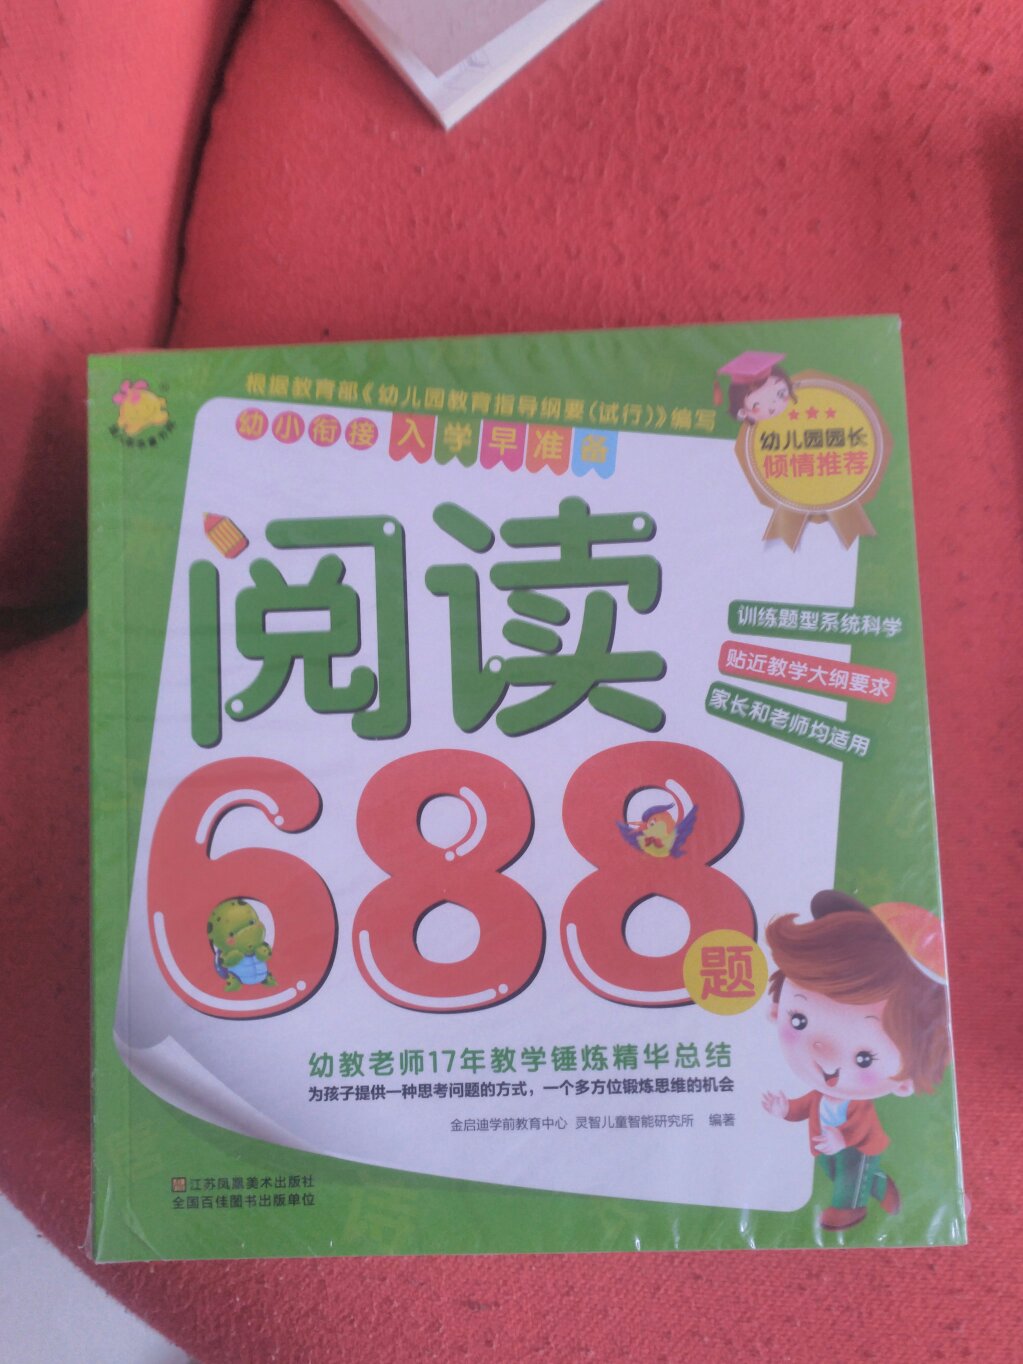 根据教育部《幼儿园教育指导纲要(试行)》编写
幼小衔接入学早准备
幼儿园园长
倾情推荐
阅读
688题
训练题型系统科学
贴近教学大纲要求
家长和老师均适用
幼教老师17年教学锤炼精华总结
为孩子提供一种思考问题的方式，一个多方位锻炼思维的机会
金启迪学前教育中心 灵智儿童智能研究所 编著
江苏凤凰美术出版社
全国百佳图书出版单位